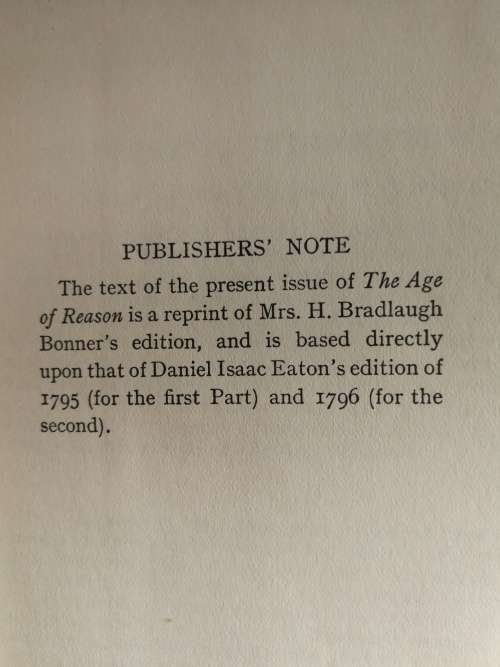 PUBLISHERS' NOTE
The text of the present issue of The Age
of Reason is a reprint of Mrs. H. Bradlaugh
Bonner's edition, and is based directly
upon that of Daniel Isaac Eaton's edition of
1795 (for the first Part) and 1796 (for the
second).